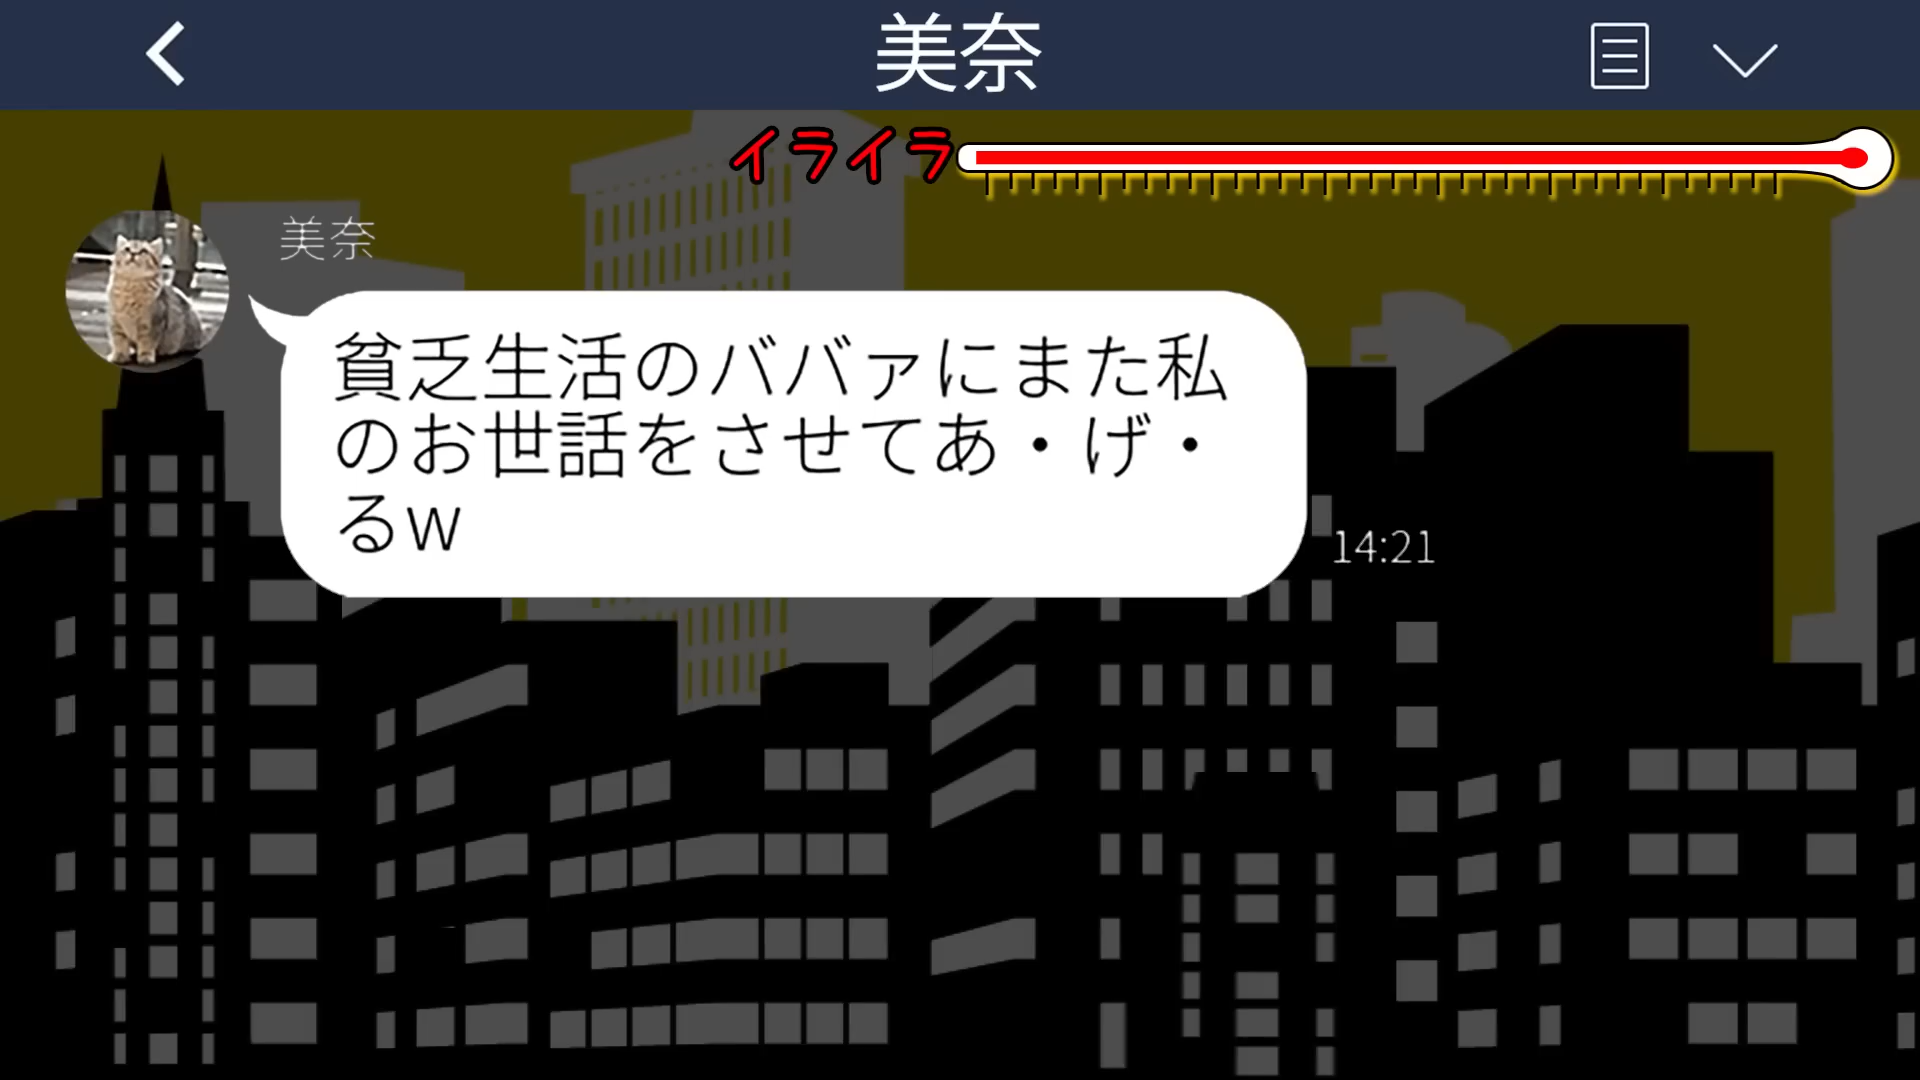 美奈
イライラ
美奈
貧乏生活のババァにまた私
のお世話をさせてあ・げ・
るw
14:21